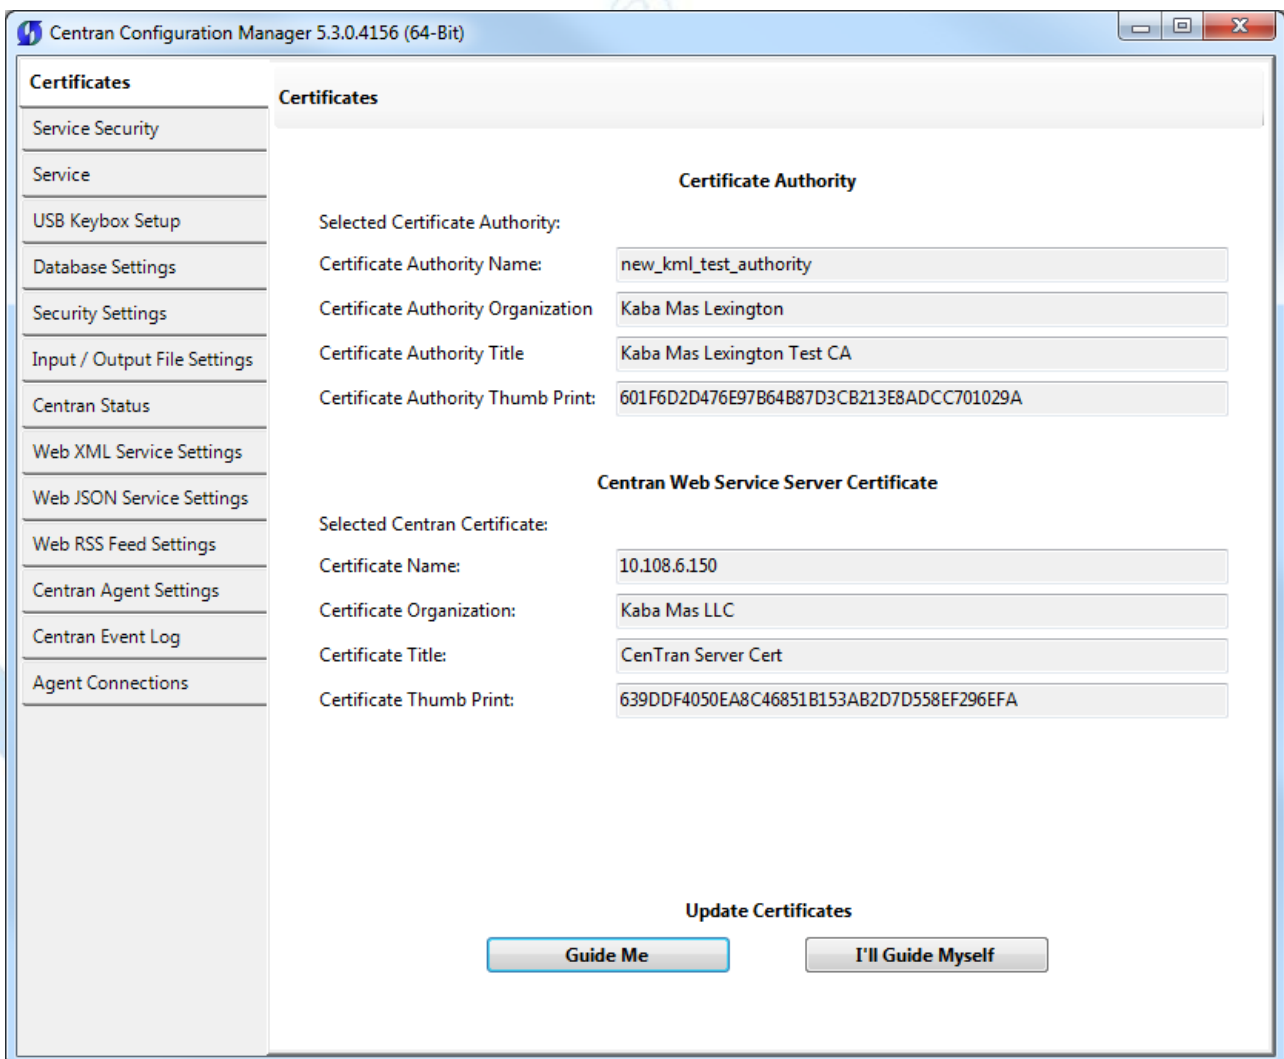 Centran Configuration Manager 5.3.0.4156 (64-Bit)
Certificates
Service Security
Service
USB Keybox Setup
Database Settings
Security Settings
Input / Output File Settings
Centran Status
Web XML Service Settings
Web JSON Service Settings
Web RSS Feed Settings
Centran Agent Settings
Centran Event Log
Agent Connections
Certificates
Certificate Authority
Selected Certificate Authority:
Certificate Authority Name: new_kml_test_authority
Certificate Authority Organization Kaba Mas Lexington
Certificate Authority Title Kaba Mas Lexington Test CA
Certificate Authority Thumb Print: 601F6D2D476E97B64B87D3CB213E8ADCC701029A
Centran Web Service Server Certificate
Selected Centran Certificate:
Certificate Name: 10.108.6.150
Certificate Organization: Kaba Mas LLC
Certificate Title: CenTran Server Cert
Certificate Thumb Print: 639DDF4050EA8C46851B153AB2D7D558EF296EFA
Update Certificates
Guide Me I'll Guide Myself